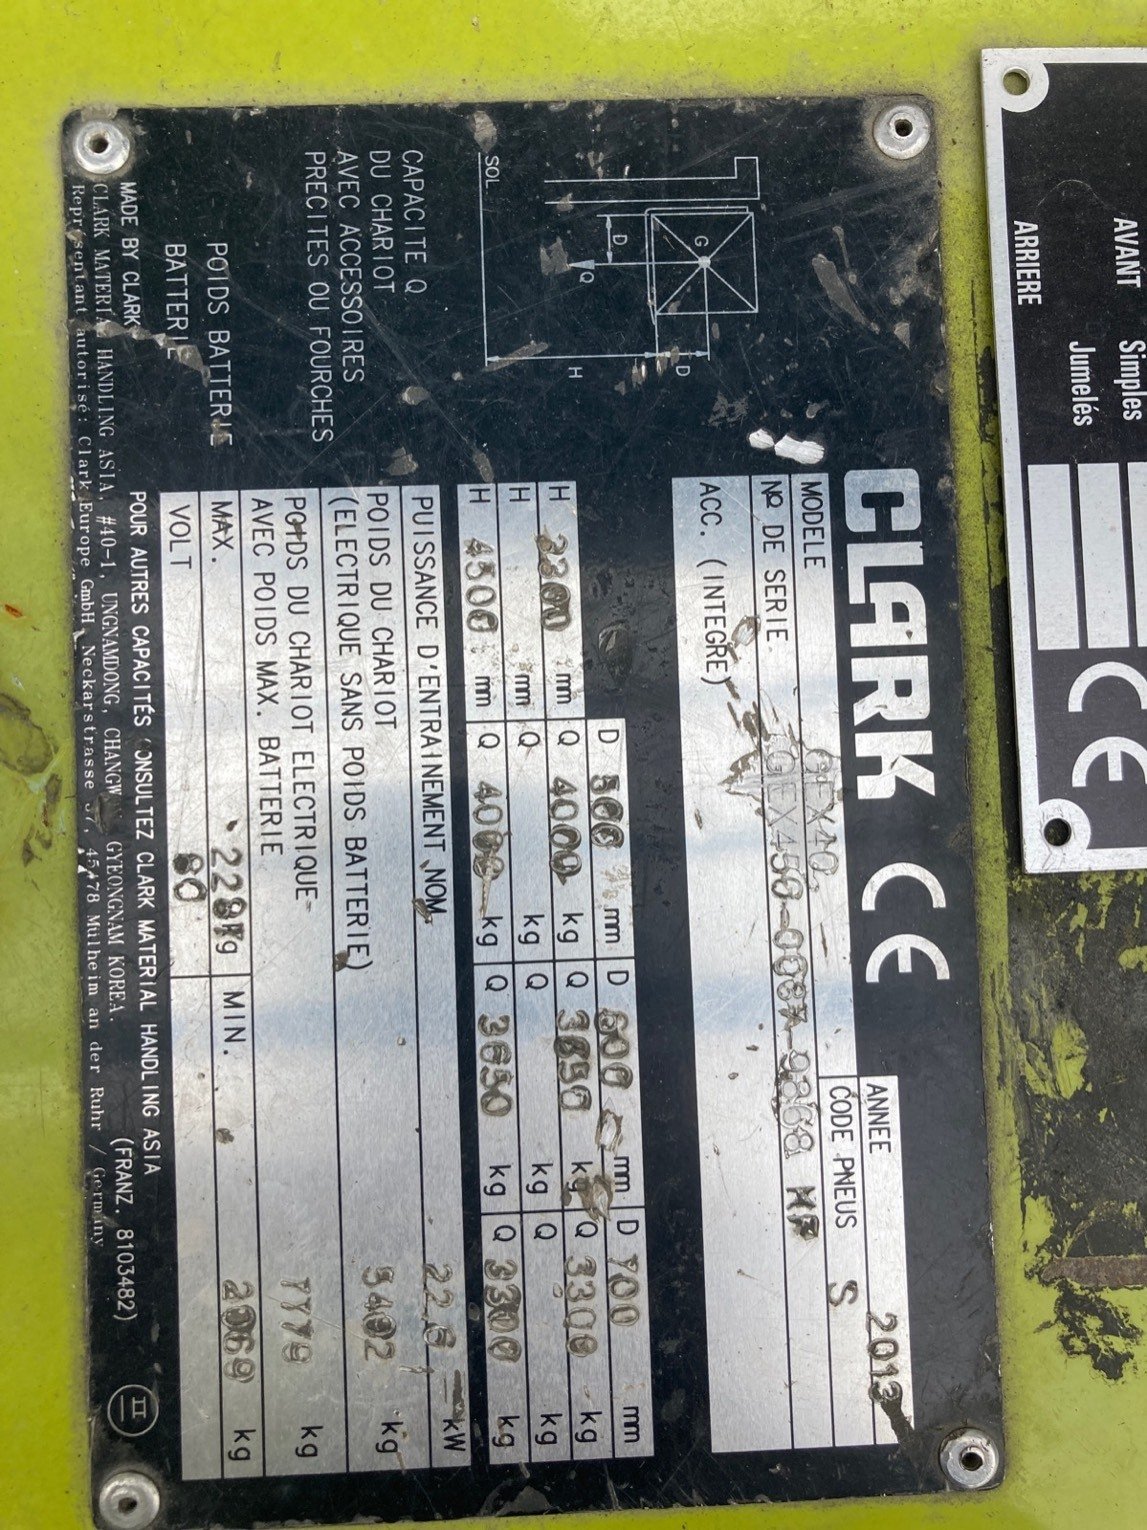 AVANT Simples
ARRIERE Jumelés
CE
CLARK CE
ANNEE 2013
MODELE GEX40 CODE PNEUS S
Nº DE SERIE
ACC. (INTEGRE)
G
Q
D
D
H
SOL
D 500 mm D 600 mm D 700 mm
H 3300 mm Q 4000 kg Q 3650 kg Q 3300 kg
H mm Q kg Q kg Q kg
H 4500 mm Q 4000 kg Q 3650 kg Q 3300 kg
CAPACITE Q
DU CHARIOT
AVEC ACCESSOIRES
PRECITES OU FOURCHES
PUISSANCE D'ENTRAINEMENT NOM. kW
POIDS DU CHARIOT
(ELECTRIQUE SANS POIDS BATTERIE) 5402 kg
POIDS DU CHARIOT ELECTRIQUE
AVEC POIDS MAX. BATTERIE kg
POIDS BATTERIE MAX. kg MIN. 2069 kg
BATTERIE VOLT 80
POUR AUTRES CAPACITÉS CONSULTEZ CLARK MATERIAL HANDLING ASIA (FRANZ. 8103482)
MADE BY CLARK
CLARK MATERIAL HANDLING ASIA, #40-1, UNGNAMDONG, CHANGWON, GYEONGNAM KOREA.
Représentant autorisé: Clark Europe GmbH, Neckarstrasse 37, 45478 Mülheim an der Ruhr / Germany